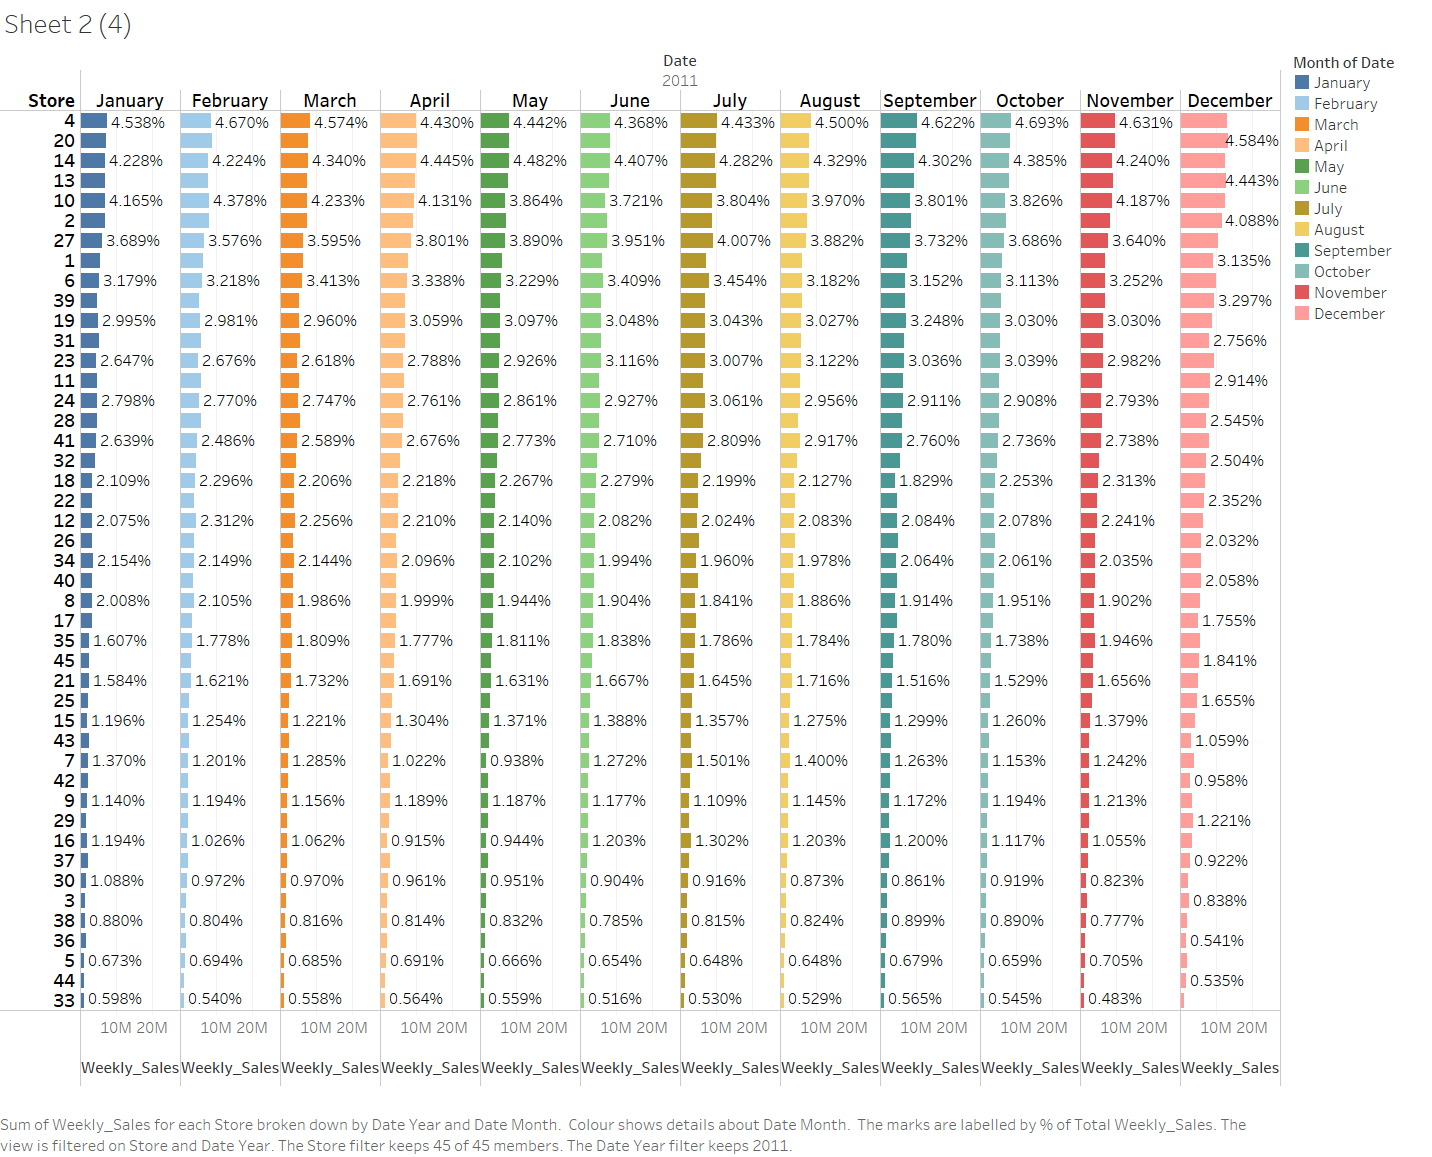 Sheet 2 (4)
Date
2011
Store January February March April May June July August September October November December
4 4.538% 4.670% 4.574% 4.430% 4.442% 4.368% 4.433% 4.500% 4.622% 4.693% 4.631%
20 4.584%
14 4.228% 4.224% 4.340% 4.445% 4.482% 4.407% 4.282% 4.329% 4.302% 4.385% 4.240%
13 4.443%
10 4.165% 4.378% 4.233% 4.131% 3.864% 3.721% 3.804% 3.970% 3.801% 3.826% 4.187%
2 4.088%
27 3.689% 3.576% 3.595% 3.801% 3.890% 3.951% 4.007% 3.882% 3.732% 3.686% 3.640%
1 3.135%
6 3.179% 3.218% 3.413% 3.338% 3.229% 3.409% 3.454% 3.182% 3.152% 3.113% 3.252%
39 3.297%
19 2.995% 2.981% 2.960% 3.059% 3.097% 3.048% 3.043% 3.027% 3.248% 3.030% 3.030%
31 2.756%
23 2.647% 2.676% 2.618% 2.788% 2.926% 3.116% 3.007% 3.122% 3.036% 3.039% 2.982%
11 2.914%
24 2.798% 2.770% 2.747% 2.761% 2.861% 2.927% 3.061% 2.956% 2.911% 2.908% 2.793%
28 2.545%
41 2.639% 2.486% 2.589% 2.676% 2.773% 2.710% 2.809% 2.917% 2.760% 2.736% 2.738%
32 2.504%
18 2.109% 2.296% 2.206% 2.218% 2.267% 2.279% 2.199% 2.127% 1.829% 2.253% 2.313%
22 2.352%
12 2.075% 2.312% 2.256% 2.210% 2.140% 2.082% 2.024% 2.083% 2.084% 2.078% 2.241%
26 2.032%
34 2.154% 2.149% 2.144% 2.096% 2.102% 1.994% 1.960% 1.978% 2.064% 2.061% 2.035%
40 2.058%
8 2.008% 2.105% 1.986% 1.999% 1.944% 1.904% 1.841% 1.886% 1.914% 1.951% 1.902%
17 1.755%
35 1.607% 1.778% 1.809% 1.777% 1.811% 1.838% 1.786% 1.784% 1.780% 1.738% 1.946%
45 1.841%
21 1.584% 1.621% 1.732% 1.691% 1.631% 1.667% 1.645% 1.716% 1.516% 1.529% 1.656%
25 1.655%
15 1.196% 1.254% 1.221% 1.304% 1.371% 1.388% 1.357% 1.275% 1.299% 1.260% 1.379%
43 1.059%
7 1.370% 1.201% 1.285% 1.022% 0.938% 1.272% 1.501% 1.400% 1.263% 1.153% 1.242%
42 0.958%
9 1.140% 1.194% 1.156% 1.189% 1.187% 1.177% 1.109% 1.145% 1.172% 1.194% 1.213%
29 1.221%
16 1.194% 1.026% 1.062% 0.915% 0.944% 1.203% 1.302% 1.203% 1.200% 1.117% 1.055%
37 0.922%
30 1.088% 0.972% 0.970% 0.961% 0.951% 0.904% 0.916% 0.873% 0.861% 0.919% 0.823%
3 0.838%
38 0.880% 0.804% 0.816% 0.814% 0.832% 0.785% 0.815% 0.824% 0.899% 0.890% 0.777%
36 0.541%
5 0.673% 0.694% 0.685% 0.691% 0.666% 0.654% 0.648% 0.648% 0.679% 0.659% 0.705%
44 0.535%
33 0.598% 0.540% 0.558% 0.564% 0.559% 0.516% 0.530% 0.529% 0.565% 0.545% 0.483%
10M 20M 10M 20M 10M 20M 10M 20M 10M 20M 10M 20M 10M 20M 10M 20M 10M 20M 10M 20M 10M 20M 10M 20M
Weekly_Sales Weekly_Sales Weekly_Sales Weekly_Sales Weekly_Sales Weekly_Sales Weekly_Sales Weekly_Sales Weekly_Sales Weekly_Sales Weekly_Sales Weekly_Sales
Month of Date
January
February
March
April
May
June
July
August
September
October
November
December
Sum of Weekly_Sales for each Store broken down by Date Year and Date Month.  Colour shows details about Date Month.  The marks are labelled by % of Total Weekly_Sales. The
view is filtered on Store and Date Year. The Store filter keeps 45 of 45 members. The Date Year filter keeps 2011.